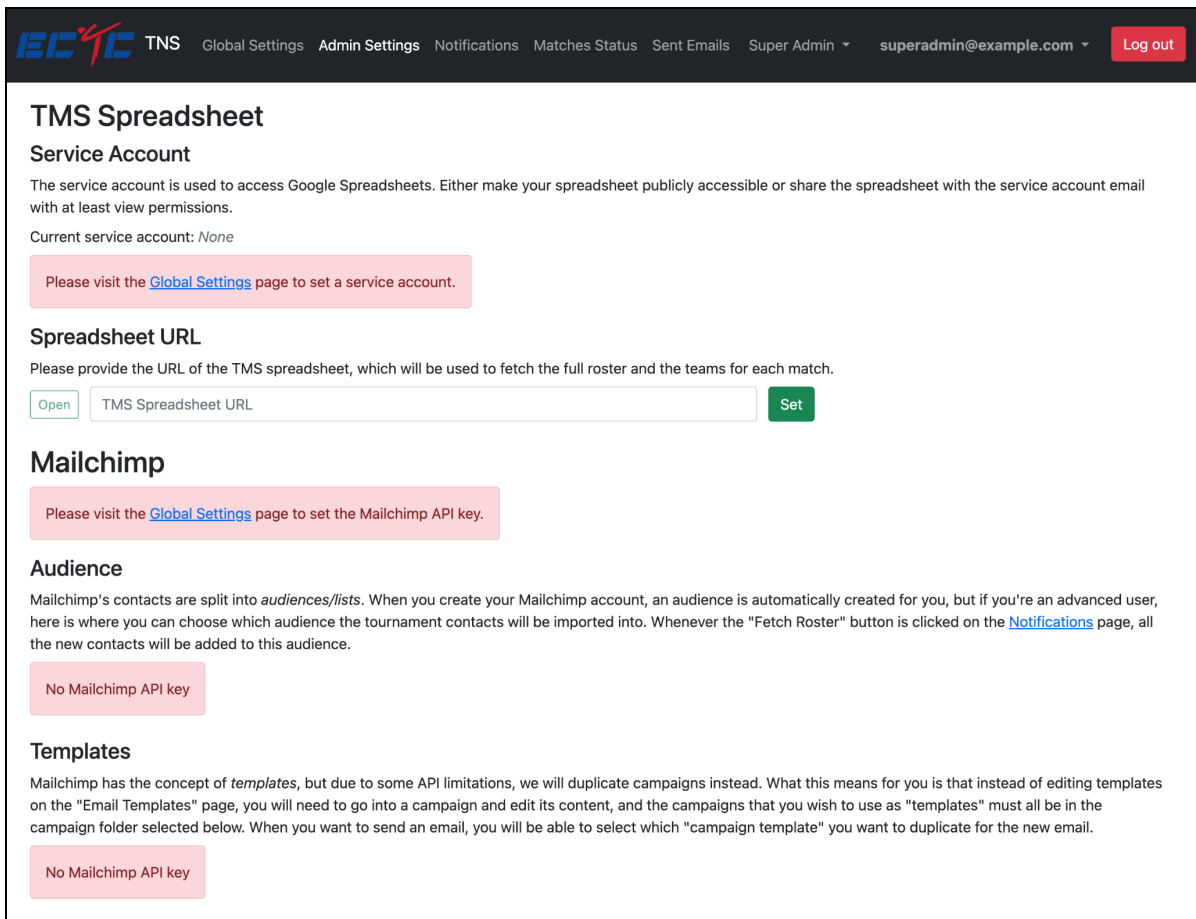 ECTC TNS Global Settings Admin Settings Notifications Matches Status Sent Emails Super Admin superadmin@example.com Log out
TMS Spreadsheet
Service Account
The service account is used to access Google Spreadsheets. Either make your spreadsheet publicly accessible or share the spreadsheet with the service account email
with at least view permissions.
Current service account: None
Please visit the Global Settings page to set a service account.
Spreadsheet URL
Please provide the URL of the TMS spreadsheet, which will be used to fetch the full roster and the teams for each match.
Open TMS Spreadsheet URL Set
Mailchimp
Please visit the Global Settings page to set the Mailchimp API key.
Audience
Mailchimp's contacts are split into audiences/lists. When you create your Mailchimp account, an audience is automatically created for you, but if you're an advanced user,
here is where you can choose which audience the tournament contacts will be imported into. Whenever the "Fetch Roster" button is clicked on the Notifications page, all
the new contacts will be added to this audience.
No Mailchimp API key
Templates
Mailchimp has the concept of templates, but due to some API limitations, we will duplicate campaigns instead. What this means for you is that instead of editing templates
on the "Email Templates" page, you will need to go into a campaign and edit its content, and the campaigns that you wish to use as "templates" must all be in the
campaign folder selected below. When you want to send an email, you will be able to select which "campaign template" you want to duplicate for the new email.
No Mailchimp API key